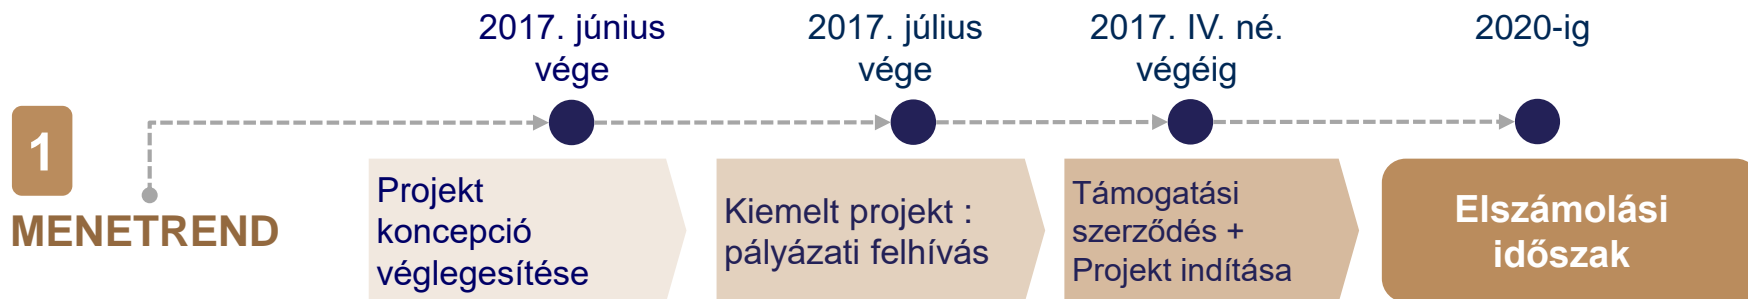 2017. június
vége
2017. július
vége
2017. IV. né.
végéig
2020-ig
1
MENETREND
Projekt
koncepció
véglegesítése
Kiemelt projekt :
pályázati felhívás
Támogatási
szerződés +
Projekt indítása
Elszámolási
időszak